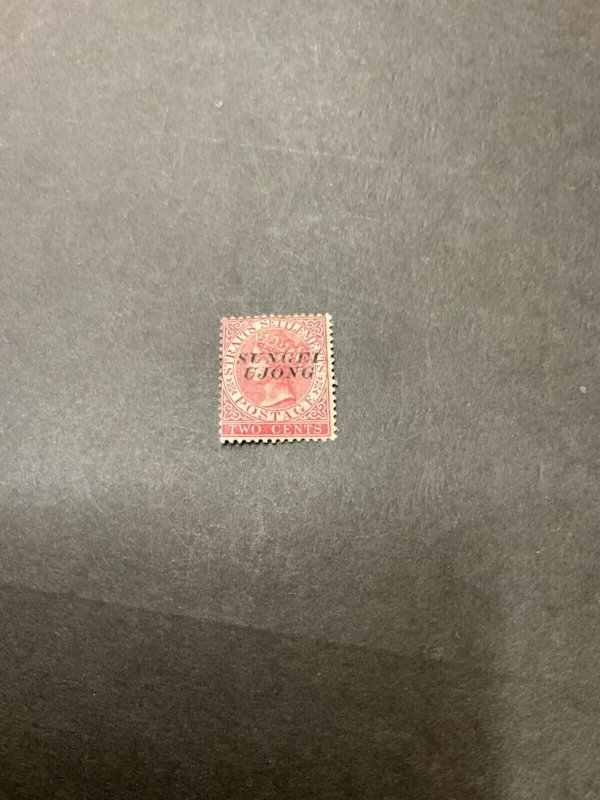 STRAITS SETTLEMENTS
SUNGEI
UJONG
POSTAGE
TWO CENTS